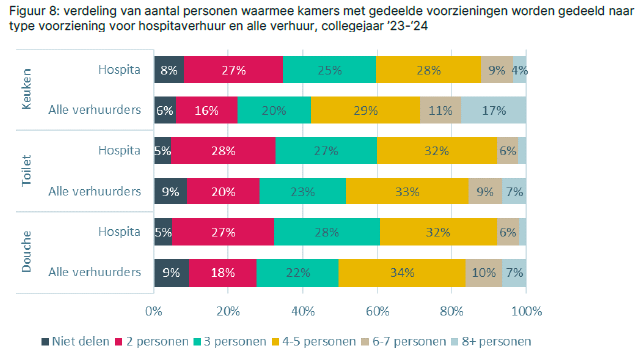 Figuur 8: verdeling van aantal personen waarmee kamers met gedeelde voorzieningen worden gedeeld naar
type voorziening voor hospitaverhuur en alle verhuur, collegejaar '23-'24
Keuken
Hospita 8% 27% 25% 28% 9% 4%
Alle verhuurders 6% 16% 20% 29% 11% 17%
Toilet
Hospita 5% 28% 27% 32% 6%
Alle verhuurders 9% 20% 23% 33% 9% 7%
Douche
Hospita 5% 27% 28% 32% 6%
Alle verhuurders 9% 18% 22% 34% 10% 7%
0% 20% 40% 60% 80% 100%
Niet delen 2 personen 3 personen 4-5 personen 6-7 personen 8+ personen